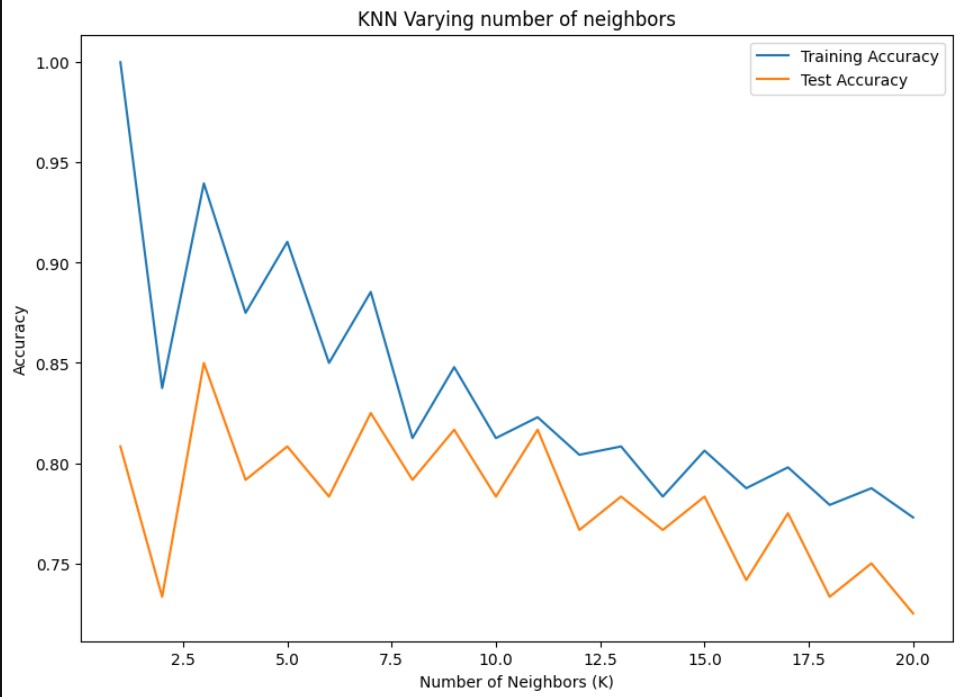 KNN Varying number of neighbors
Training Accuracy
Test Accuracy
1.00
0.95
0.90
0.85
0.80
0.75
Accuracy
2.5 5.0 7.5 10.0 12.5 15.0 17.5 20.0
Number of Neighbors (K)